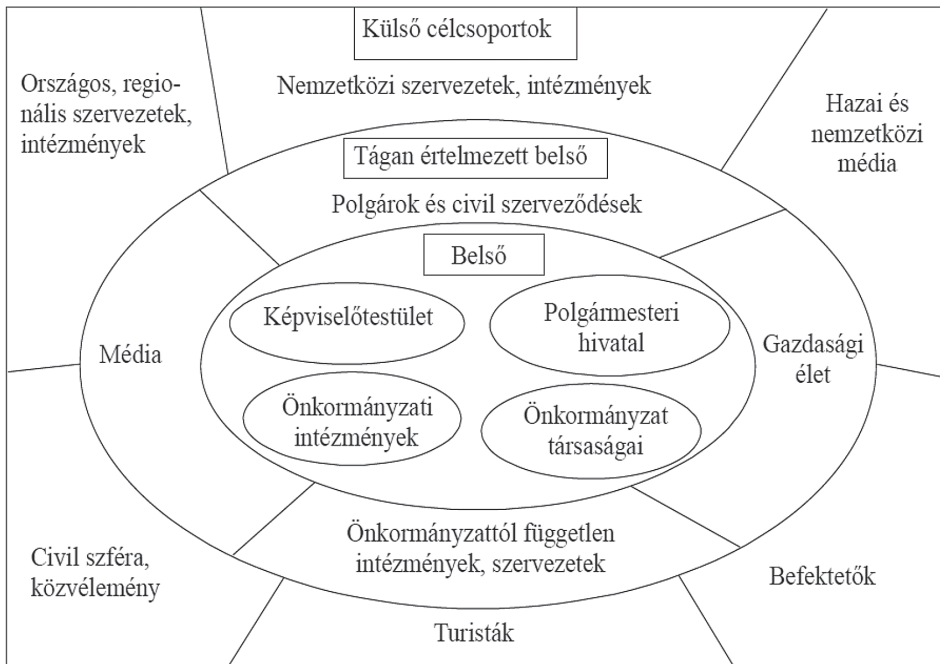 Külső célcsoportok
Országos, regio-
nális szervezetek,
intézmények
Nemzetközi szervezetek, intézmények
Hazai és
nemzetközi
média
Tágan értelmezett belső
Polgárok és civil szerveződések
Belső
Képviselőtestület
Polgármesteri
hivatal
Média
Gazdasági
élet
Önkormányzati
intézmények
Önkormányzat
társaságai
Önkormányzattól független
intézmények, szervezetek
Civil szféra,
közvélemény
Befektetők
Turisták